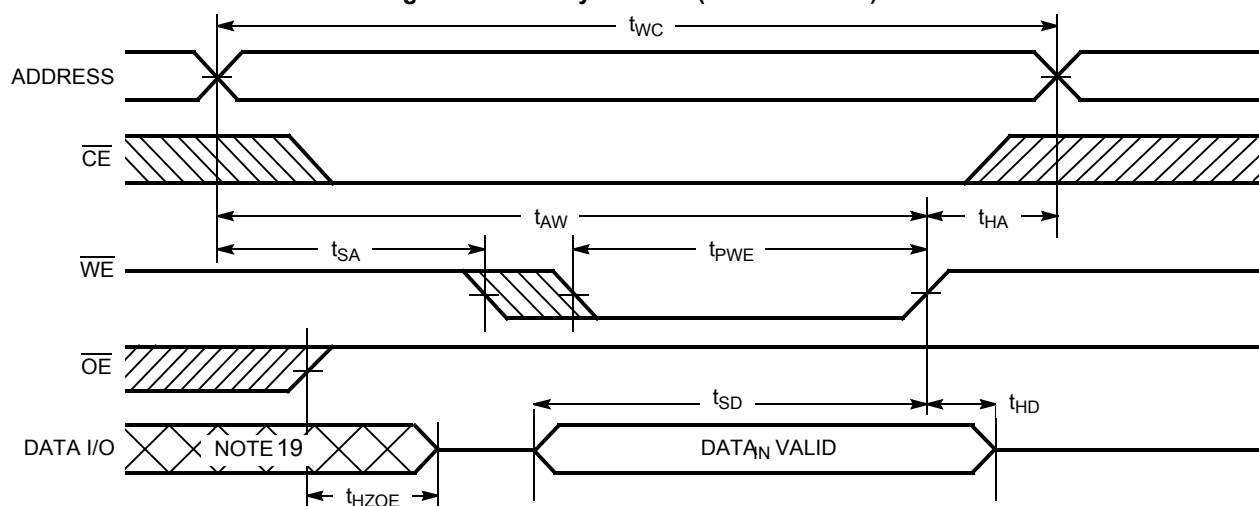 tWC
ADDRESS
CE
tAW
tHA
tSA
tPWE
WE
OE
tSD
tHD
DATA I/O
NOTE 19
DATAIN VALID
tHZOE